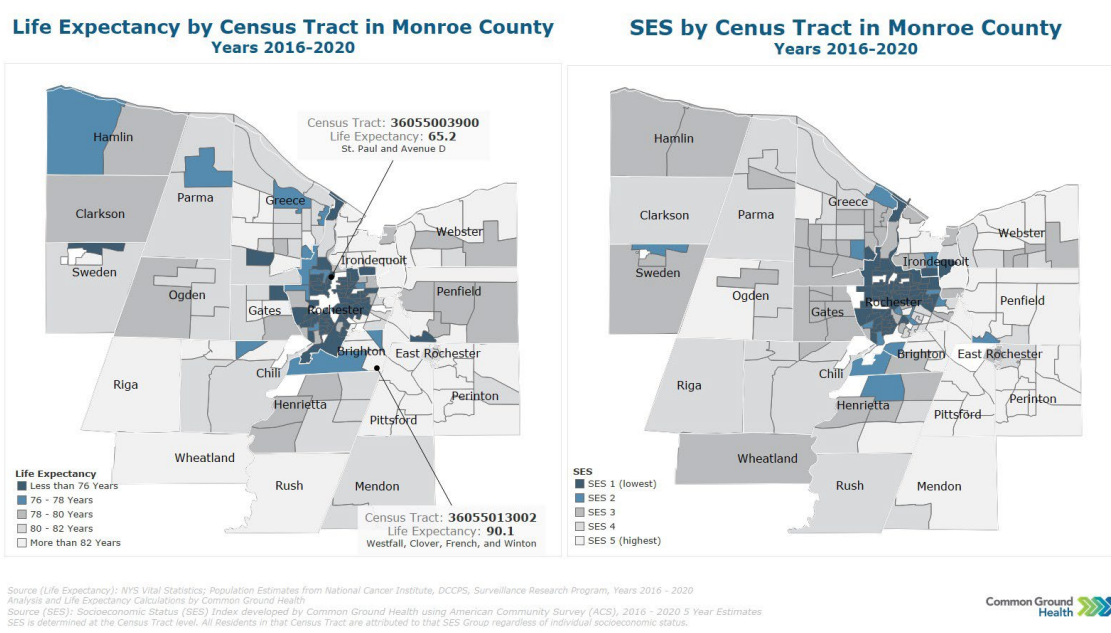 Life Expectancy by Census Tract in Monroe County
Years 2016-2020
Census Tract: 36055003900
Life Expectancy: 65.2
St. Paul and Avenue D
Hamlin
Parma
Greece
Clarkson
Webster
Sweden
Irondequoit
Ogden
Penfield
Gates
Rochester
Brighton
East Rochester
Chili
Riga
Henrietta
Perinton
Pittsford
Wheatland
Rush
Mendon
Life Expectancy
Less than 76 Years
76 - 78 Years
78 - 80 Years
80 - 82 Years
More than 82 Years
Census Tract: 36055013002
Life Expectancy: 90.1
Westfall, Clover, French, and Winton
SES by Cenus Tract in Monroe County
Years 2016-2020
Hamlin
Greece
Clarkson
Parma
Webster
Irondequoit
Sweden
Ogden
Penfield
Rochester
Gates
Brighton
East Rochester
Chili
Riga
Perinton
Henrietta
Pittsford
Wheatland
Rush
Mendon
SES
SES 1 (lowest)
SES 2
SES 3
SES 4
SES 5 (highest)
Source (Life Expectancy): NYS Vital Statistics; Population Estimates from National Cancer Institute, DCCPS, Surveillance Research Program, Years 2016 - 2020
Analysis and Life Expectancy Calculations by Common Ground Health
Source (SES): Socioeconomic Status (SES) Index developed by Common Ground Health using American Community Survey (ACS), 2016 - 2020 5 Year Estimates
SES is determined at the Census Tract level. All Residents in that Census Tract are attributed to that SES Group regardless of individual socioeconomic status.
Common Ground
Health